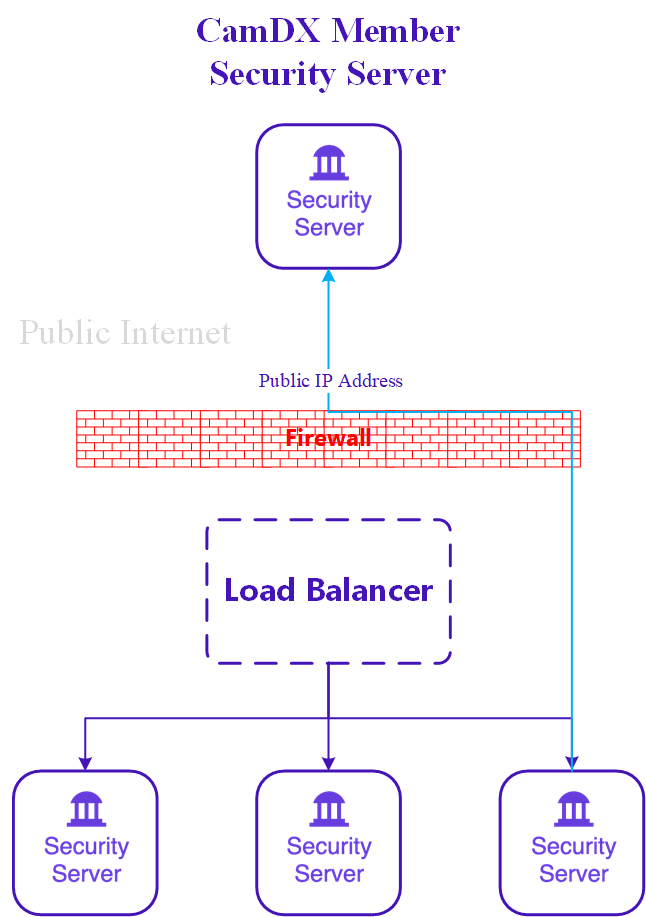 CamDX Member
Security Server
Security
Server
Public Internet
Public IP Address
Firewall
Load Balancer
Security
Server
Security
Server
Security
Server